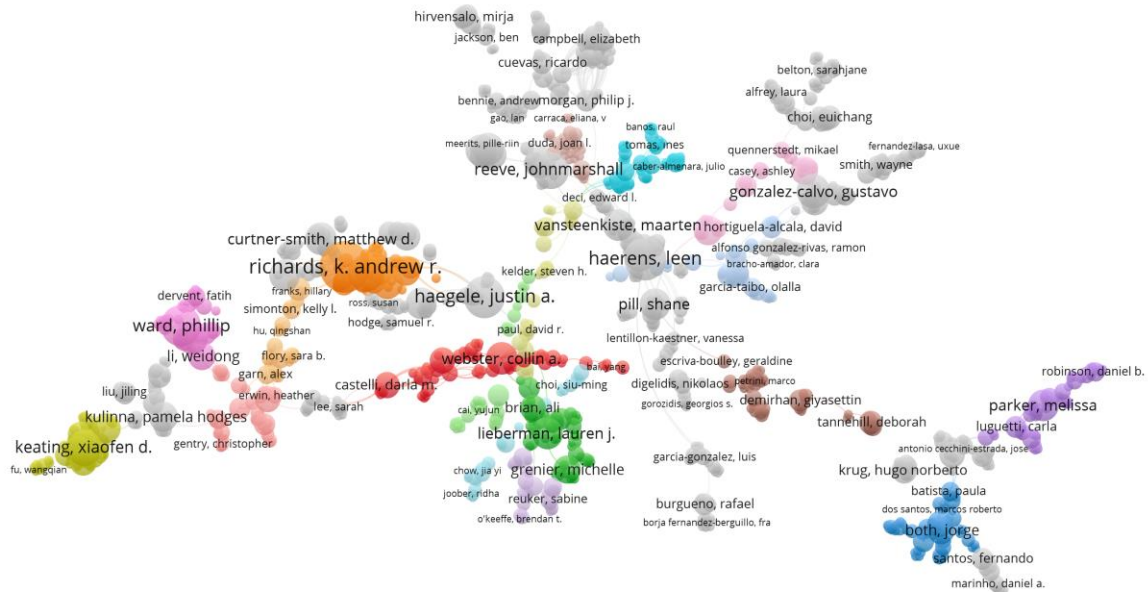 hirvensalo, mirja
jackson, ben
campbell, elizabeth
cuevas, ricardo
bennie, andrew
morgan, philip j.
gao, lan
carraca, eliana, v
belton, sarahjane
alfrey, laura
choi, euichang
banos, raul
tomas, ines
duda, joan l.
meerits, pille-riin
reeve, johnmarshall
caber-almenara, julio
quennerstedt, mikael
fernandez-lasa, uxue
smith, wayne
casey, ashley
deci, edward l.
gonzalez-calvo, gustavo
vansteenkiste, maarten
hortiguela-alcala, david
curtner-smith, matthew d.
alfonso gonzalez-rivas, ramon
haerens, leen
richards, k. andrew r.
kelder, steven h.
bracho-amador, clara
garcia-taibo, olalla
franks, hillary
ross, susan
haegele, justin a.
dervent, fatih
simonton, kelly l.
pill, shane
hodge, samuel r.
ward, phillip
hu, qingshan
paul, david r.
lentillon-kaestner, vanessa
li, weidong
flory, sara b.
webster, collin a.
bai, yang
escriva-boulley, geraldine
garn, alex
choi, siu-ming
digelidis, nikolaos
petrini, marco
castelli, darla m.
robinson, daniel b.
liu, jiling
erwin, heather
demirhan, giyasettin
gorozidis, georgios s.
lee, sarah
cai, yujun
brian, ali
parker, melissa
kulinna, pamela hodges
tannehill, deborah
luguetti, carla
lieberman, lauren j.
gentry, christopher
keating, xiaofen d.
antonio cecchini-estrada, jose
chow, jia yi
garcia-gonzalez, luis
fu, wangqian
grenier, michelle
krug, hugo norberto
joober, ridha
reuker, sabine
batista, paula
burgueno, rafael
dos santos, marcos roberto
o'keeffe, brendan t.
borja fernandez-berguillo, fra
both, jorge
santos, fernando
marinho, daniel a.